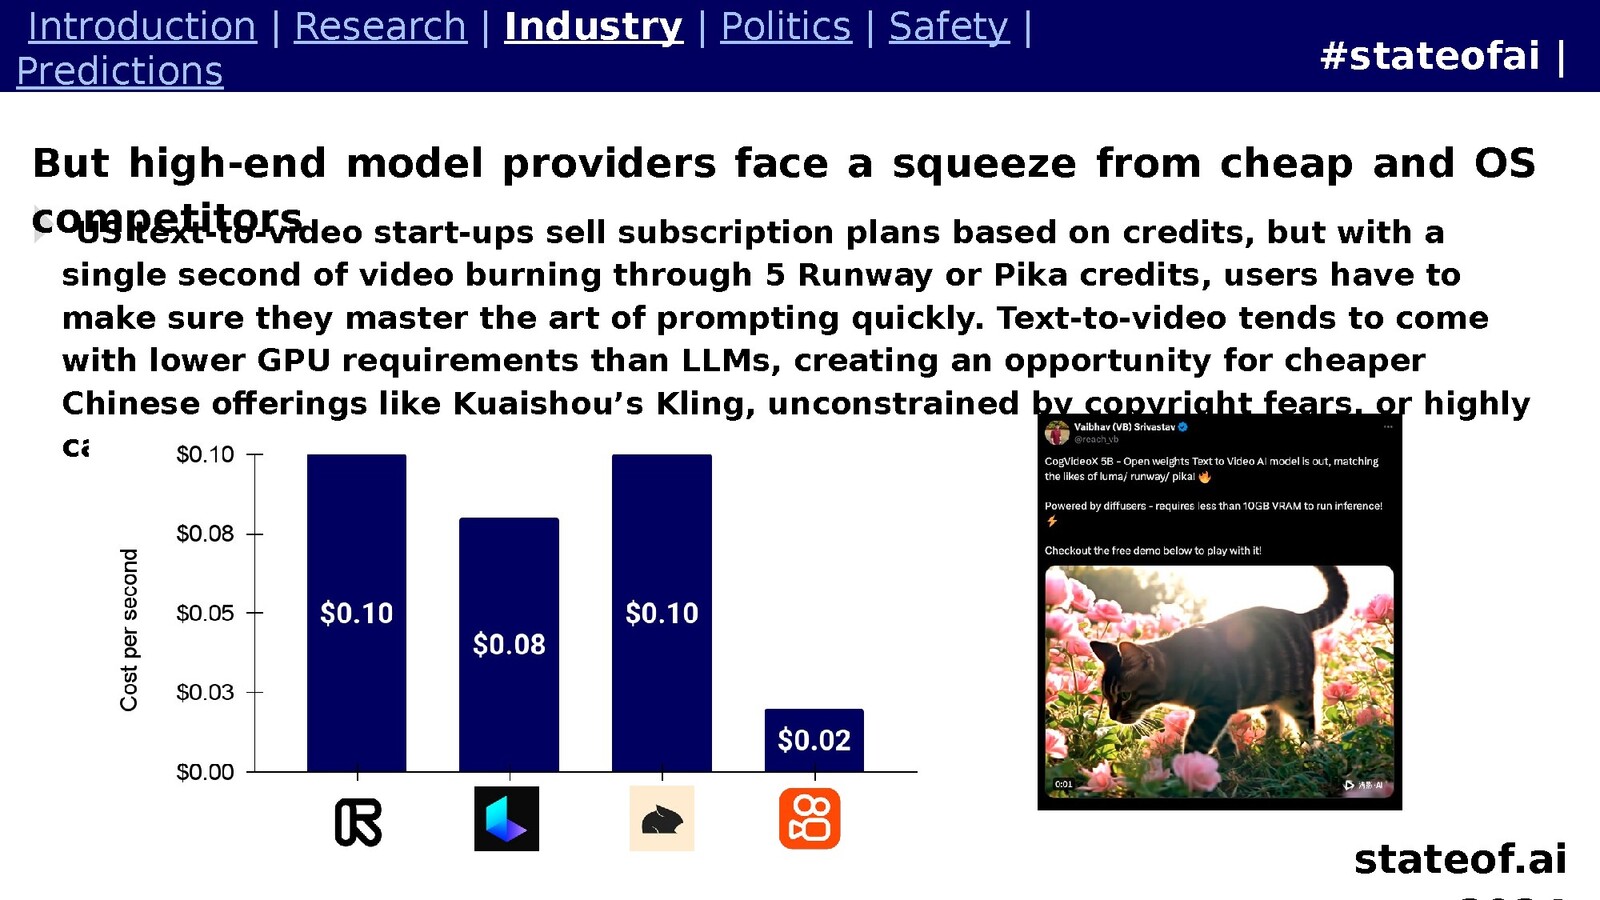 Introduction | Research | Industry | Politics | Safety |
Predictions
#stateofai |
But high-end model providers face a squeeze from cheap and OS
competitors
US text-to-video start-ups sell subscription plans based on credits, but with a
single second of video burning through 5 Runway or Pika credits, users have to
make sure they master the art of prompting quickly. Text-to-video tends to come
with lower GPU requirements than LLMs, creating an opportunity for cheaper
Chinese offerings like Kuaishou’s Kling, unconstrained by copyright fears, or highly
Cost per second
$0.10
$0.08
$0.05
$0.03
$0.00
$0.10
$0.08
$0.10
$0.02
Vaibhav (VB) Srivastav
@reach_vb
CogVideoX 5B - Open weights Text to Video AI model is out, matching
the likes of luma/ runway/ pika! 🔥
Powered by diffusers - requires less than 10GB VRAM to run inference!
⚡
Checkout the free demo below to play with it!
0:01
stateof.ai